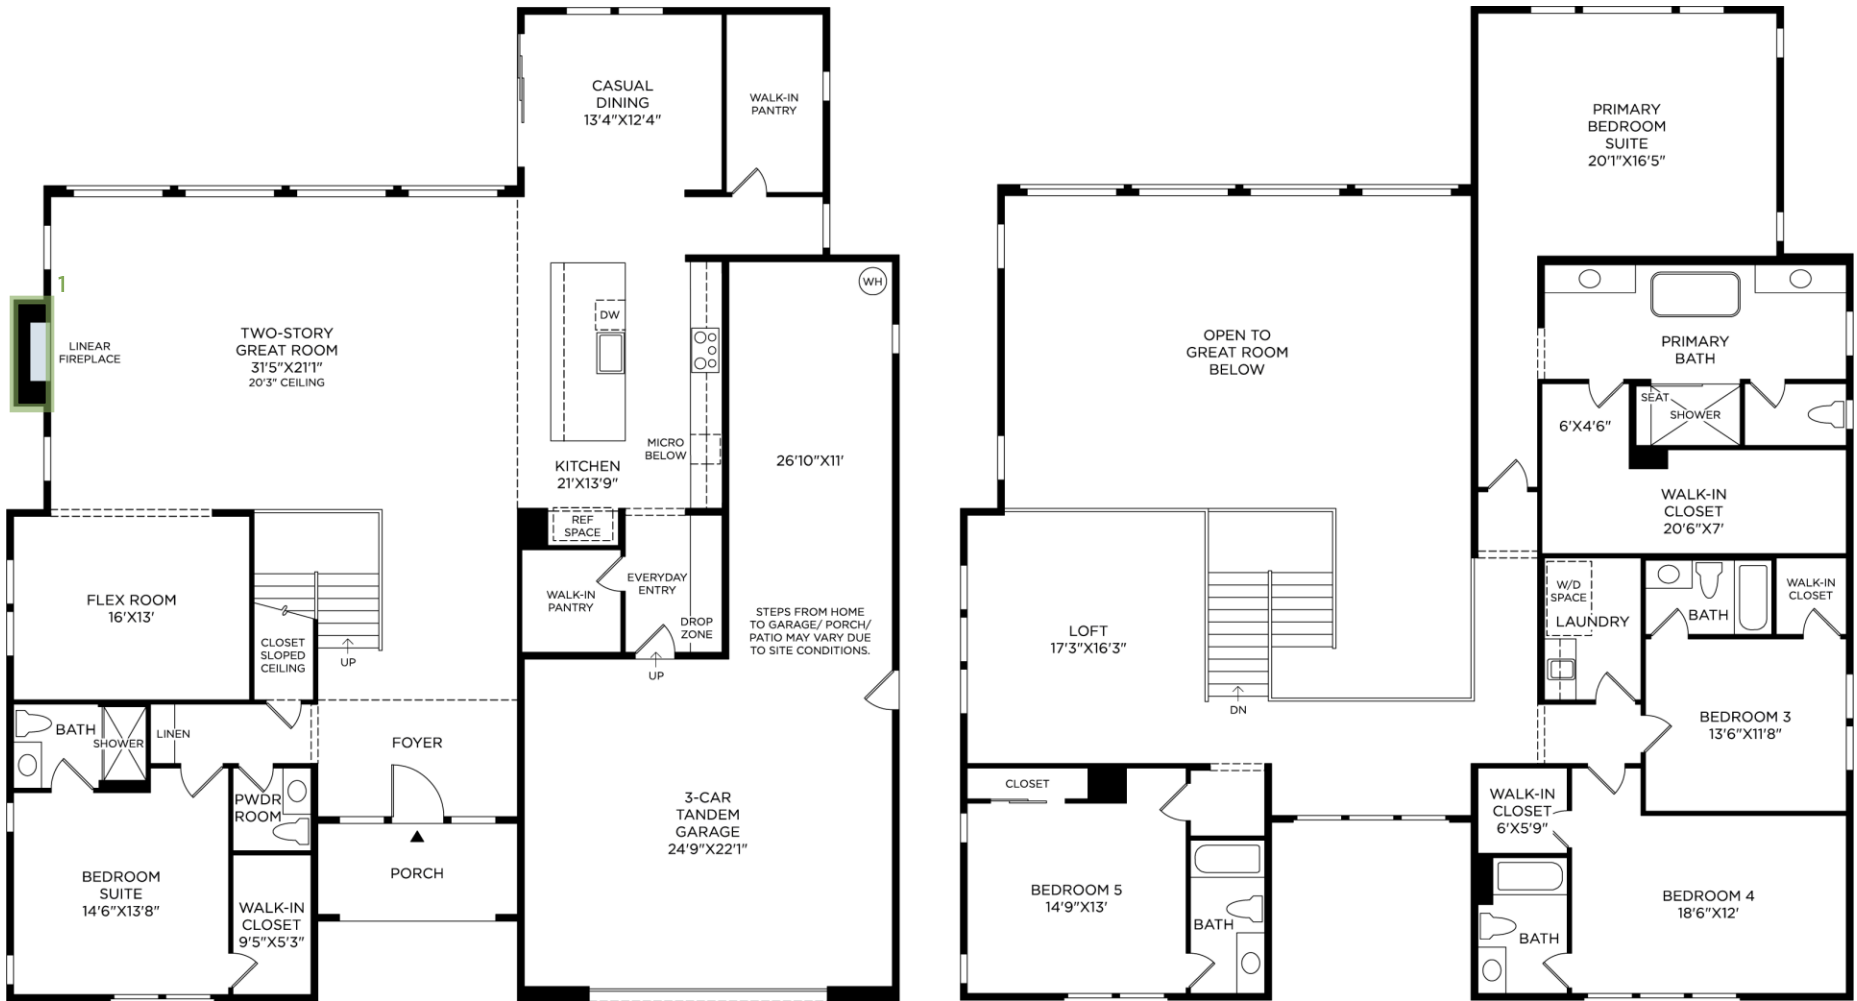 CASUAL
DINING
13'4"X12'4"
WALK-IN
PANTRY
1
LINEAR
FIREPLACE
TWO-STORY
GREAT ROOM
31'5"X21'1"
20'3" CEILING
DW
MICRO
BELOW
KITCHEN
21'X13'9"
REF
SPACE
WH
26'10"X11'
FLEX ROOM
16'X13'
CLOSET
SLOPED
CEILING
UP
WALK-IN
PANTRY
EVERYDAY
ENTRY
DROP
ZONE
UP
STEPS FROM HOME
TO GARAGE/ PORCH/
PATIO MAY VARY DUE
TO SITE CONDITIONS.
BATH
SHOWER
LINEN
FOYER
PWDR
ROOM
3-CAR
TANDEM
GARAGE
24'9"X22'1"
BEDROOM
SUITE
14'6"X13'8"
PORCH
WALK-IN
CLOSET
9'5"X5'3"
PRIMARY
BEDROOM
SUITE
20'1"X16'5"
OPEN TO
GREAT ROOM
BELOW
PRIMARY
BATH
SEAT
SHOWER
6'X4'6"
WALK-IN
CLOSET
20'6"X7'
W/D
SPACE
LAUNDRY
BATH
WALK-IN
CLOSET
LOFT
17'3"X16'3"
DN
BEDROOM 3
13'6"X11'8"
CLOSET
WALK-IN
CLOSET
6'X5'9"
BEDROOM 5
14'9"X13'
BATH
BEDROOM 4
18'6"X12'
BATH